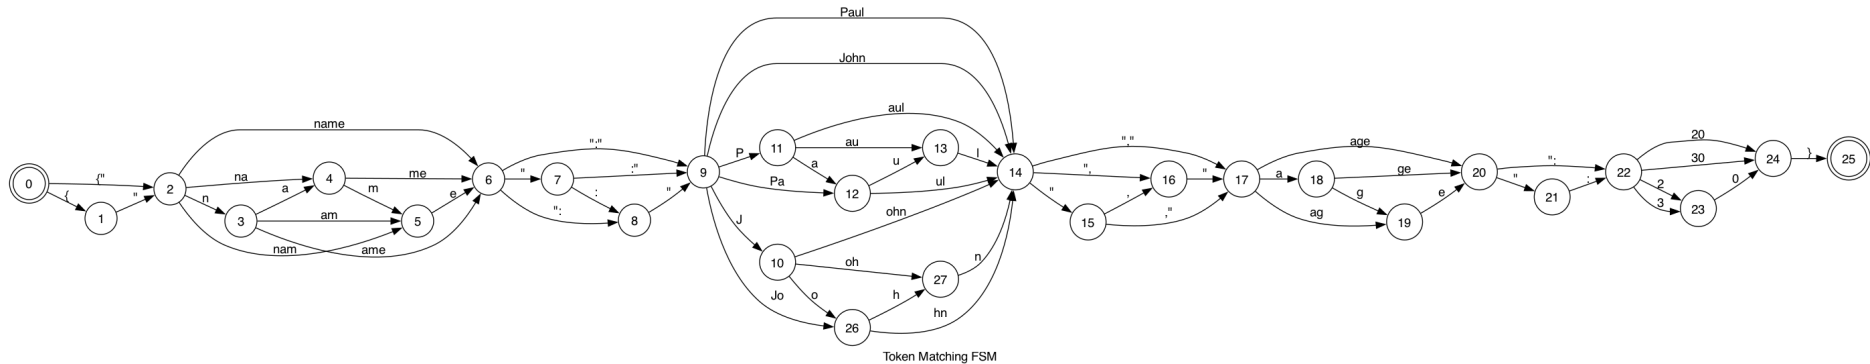 Paul
John
aul
name
":"
","
age
20
{"
na
me
au
":
30
0
{
1
"
2
n
3
a
4
m
am
5
e
6
"
7
:"
:
8
"
9
P
11
a
u
13
l
14
",
16
"
17
a
18
ge
g
20
"
21
:
22
2
3
23
0
24
}
25
nam
ame
":
Pa
12
ul
"
15
,
,"
ag
19
e
J
10
ohn
oh
o
27
n
Jo
26
h
hn
Token Matching FSM